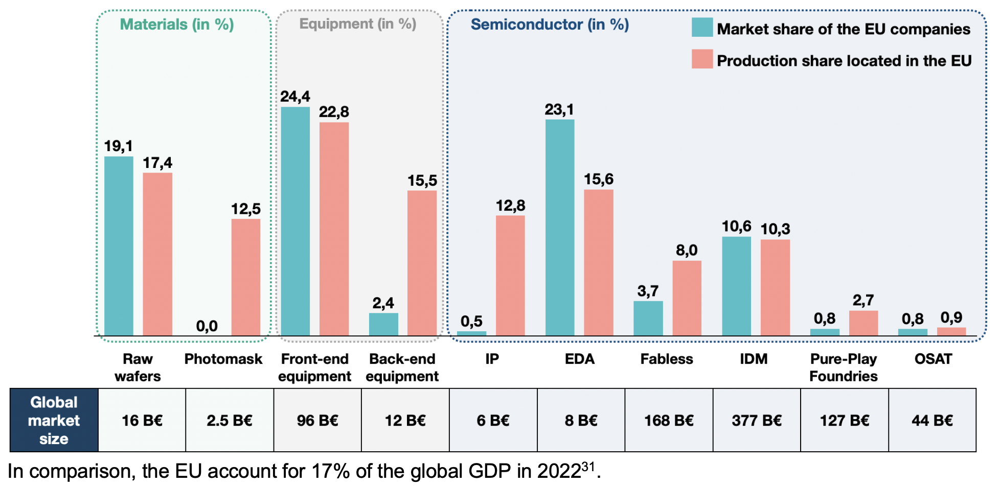 Materials (in %)
Equipment (in %)
Semiconductor (in %)
Market share of the EU companies
Production share located in the EU
19,1
17,4
0,0
12,5
24,4
22,8
2,4
15,5
0,5
12,8
23,1
15,6
3,7
8,0
10,6
10,3
0,8
2,7
0,8
0,9
Raw
wafers
Photomask
Front-end
equipment
Back-end
equipment
IP
EDA
Fabless
IDM
Pure-Play
Foundries
OSAT
Global
market
size
16 B€
2.5 B€
96 B€
12 B€
6 B€
8 B€
168 B€
377 B€
127 B€
44 B€
In comparison, the EU account for 17% of the global GDP in 2022³¹.